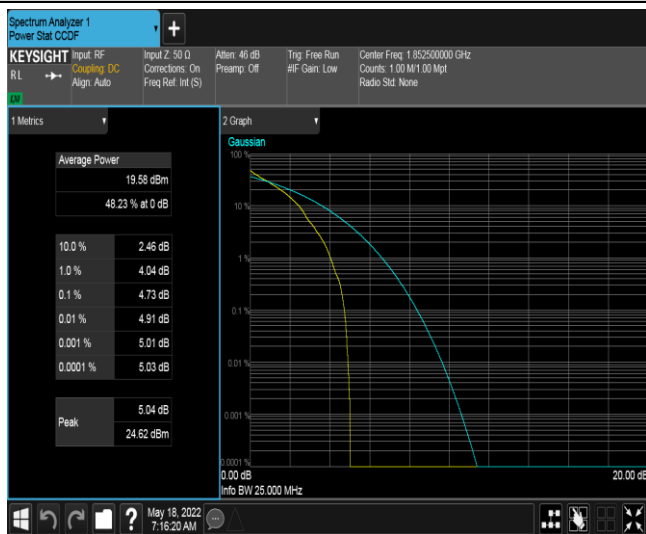 Spectrum Analyzer 1
Power Stat CCDF
KEYSIGHT
RL
Input: RF
Coupling: DC
Align: Auto
Input Z: 50 Ω
Corrections: On
Freq Ref: Int (S)
Atten: 46 dB
Preamp: Off
Trig: Free Run
#IF Gain: Low
Center Freq: 1.852500000 GHz
Counts: 1.00 M/1.00 Mpt
Radio Std: None
1 Metrics
Average Power
19.58 dBm
48.23 % at 0 dB
10.0 % 2.46 dB
1.0 % 4.04 dB
0.1 % 4.73 dB
0.01 % 4.91 dB
0.001 % 5.01 dB
0.0001 % 5.03 dB
Peak
5.04 dB
24.62 dBm
2 Graph
Gaussian
100 %
10 %
1 %
0.1 %
0.01 %
0.001 %
0.0001 %
0.00 dB 20.00 dB
Info BW 25.000 MHz
?
May 18, 2022
7:16:20 AM